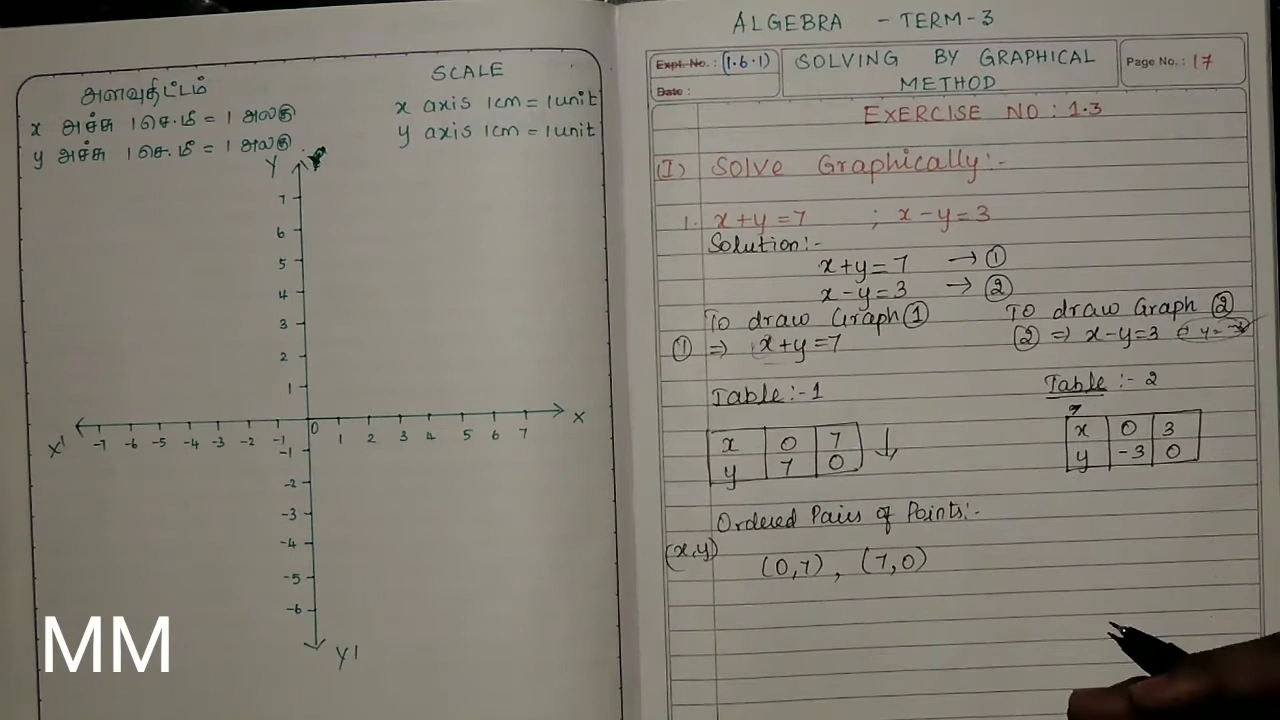 அளவுதிட்டம்
x அச்சு 1 செ.மீ = 1 அலகு
y அச்சு 1 செ.மீ = 1 அலகு
SCALE
x axis 1cm = 1unit
y axis 1cm = 1unit
Y
7
6
5
4
3
2
1
X' -7 -6 -5 -4 -3 -2 -1 0 1 2 3 4 5 6 7 X
-1
-2
-3
-4
-5
-6
Y'
MM
ALGEBRA - TERM-3
Expt. No. : (1.6.1)
Date :
SOLVING BY GRAPHICAL
METHOD
Page No. : 17
EXERCISE NO : 1.3
(I) Solve Graphically:-
1. x+y=7 ; x-y=3
Solution:-
x+y=7 → ①
x-y=3 → ②
To draw Graph ① To draw Graph ②
① ⇒ x+y=7 ② ⇒ x-y=3
Table:-1 Table:-2
x 0 7
y 7 0
x 0 3
y -3 0
Ordered Pairs of Points:-
(x,y) (0,7), (7,0)